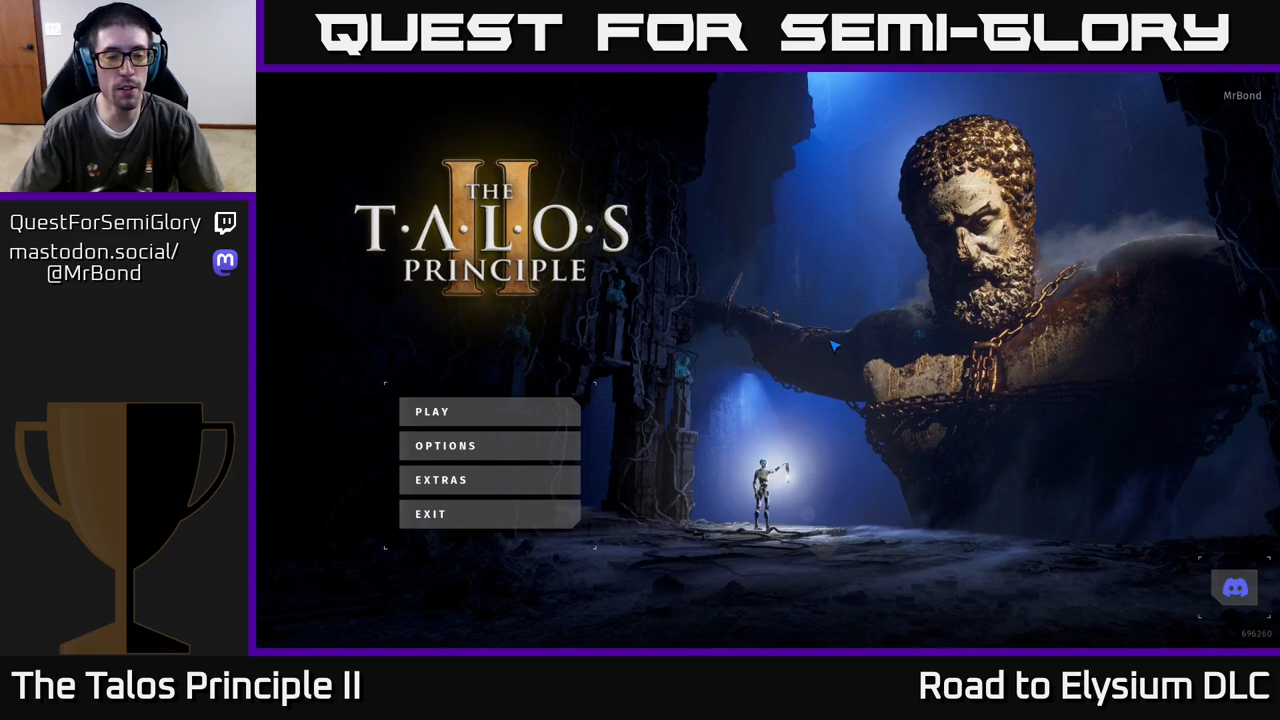 QUEST FOR SEMI-GLORY
MrBond
QuestForSemiGlory
mastodon.social/
@MrBond
II
THE
T·A·L·O·S
PRINCIPLE
PLAY
OPTIONS
EXTRAS
EXIT
696260
The Talos Principle II
Road to Elysium DLC